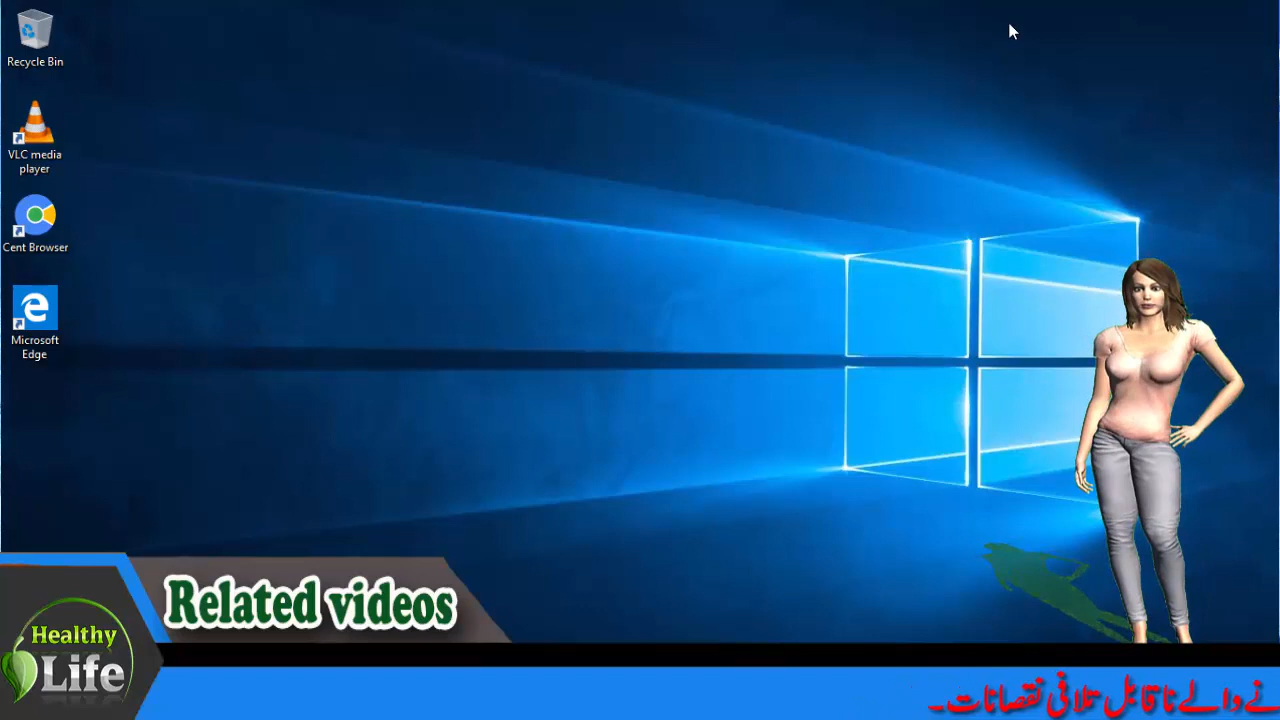 Recycle Bin
VLC media
player
Cent Browser
Microsoft
Edge
Related videos
Healthy
Life
نے والے ناقابل تلافی نقصانات۔